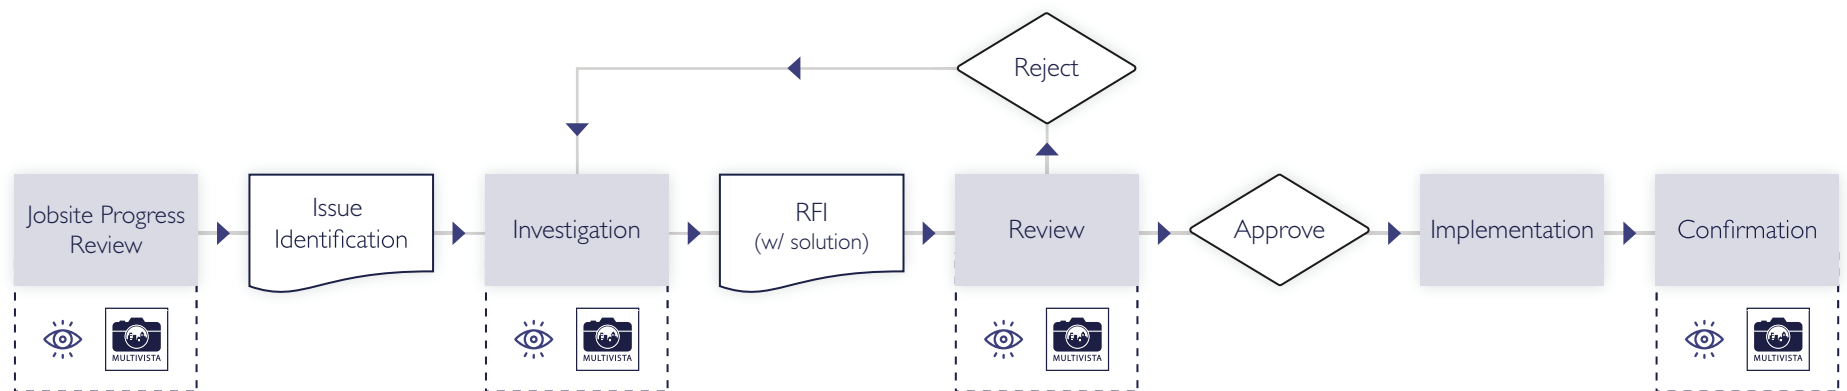 Reject
Jobsite Progress
Review
Issue
Identification
Investigation
RFI
(w/ solution)
Review
Approve
Implementation
Confirmation
MULTIVISTA
MULTIVISTA
MULTIVISTA
MULTIVISTA